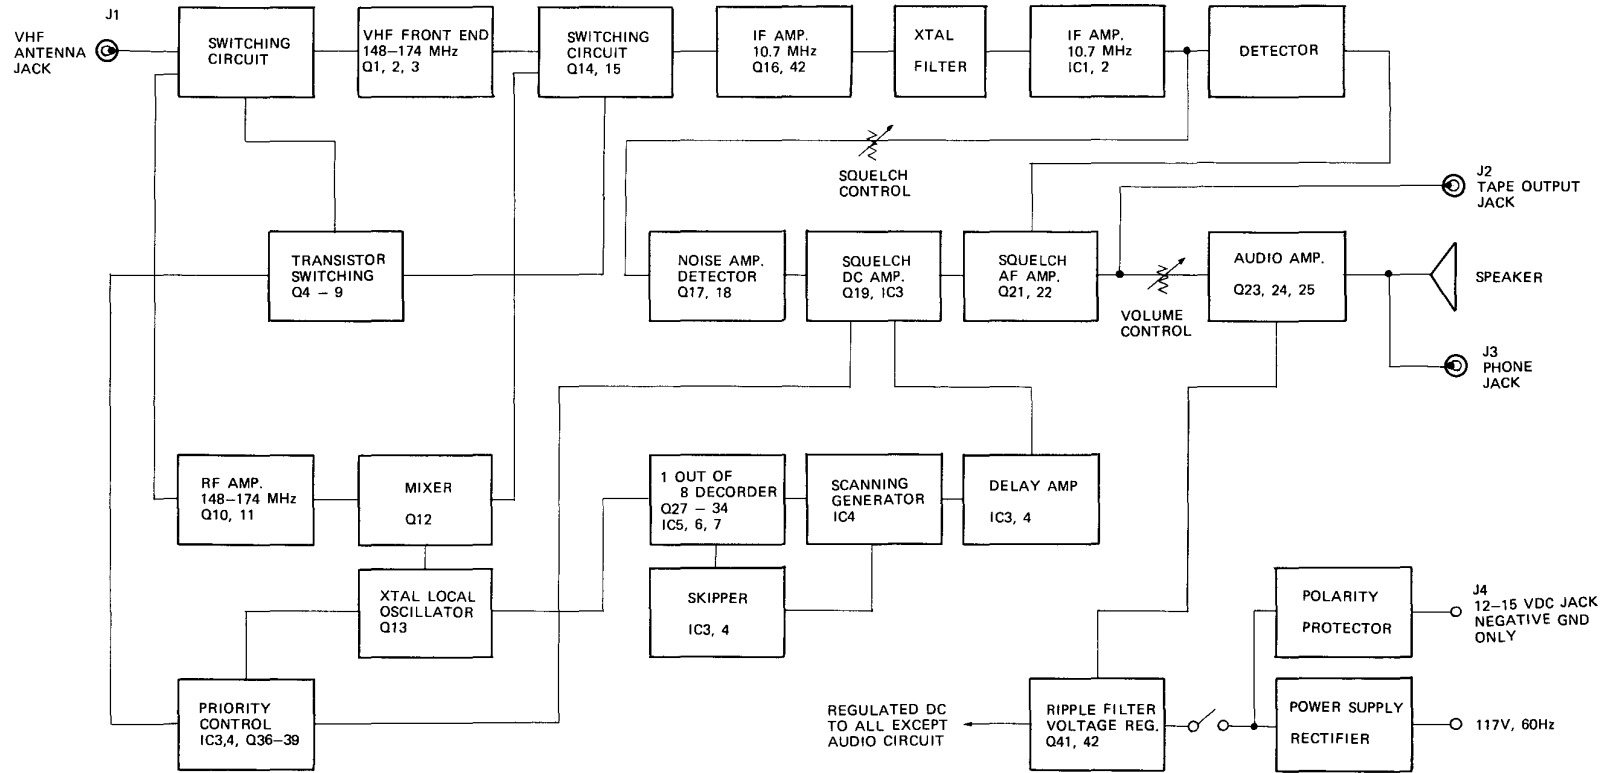 J1
VHF
ANTENNA
JACK
SWITCHING
CIRCUIT
VHF FRONT END
148–174 MHz
Q1, 2, 3
SWITCHING
CIRCUIT
Q14, 15
IF AMP.
10.7 MHz
Q16, 42
XTAL
FILTER
IF AMP.
10.7 MHz
IC1, 2
DETECTOR
SQUELCH
CONTROL
J2
TAPE OUTPUT
JACK
TRANSISTOR
SWITCHING
Q4 – 9
NOISE AMP.
DETECTOR
Q17, 18
SQUELCH
DC AMP.
Q19, IC3
SQUELCH
AF AMP.
Q21, 22
VOLUME
CONTROL
AUDIO AMP.
Q23, 24, 25
SPEAKER
J3
PHONE
JACK
RF AMP.
148–174 MHz
Q10, 11
MIXER
Q12
1 OUT OF
8 DECORDER
Q27 – 34
IC5, 6, 7
SCANNING
GENERATOR
IC4
DELAY AMP
IC3, 4
XTAL LOCAL
OSCILLATOR
Q13
SKIPPER
IC3, 4
POLARITY
PROTECTOR
J4
12–15 VDC JACK
NEGATIVE GND
ONLY
PRIORITY
CONTROL
IC3,4, Q36–39
REGULATED DC
TO ALL EXCEPT
AUDIO CIRCUIT
RIPPLE FILTER
VOLTAGE REG.
Q41, 42
POWER SUPPLY
RECTIFIER
117V, 60Hz